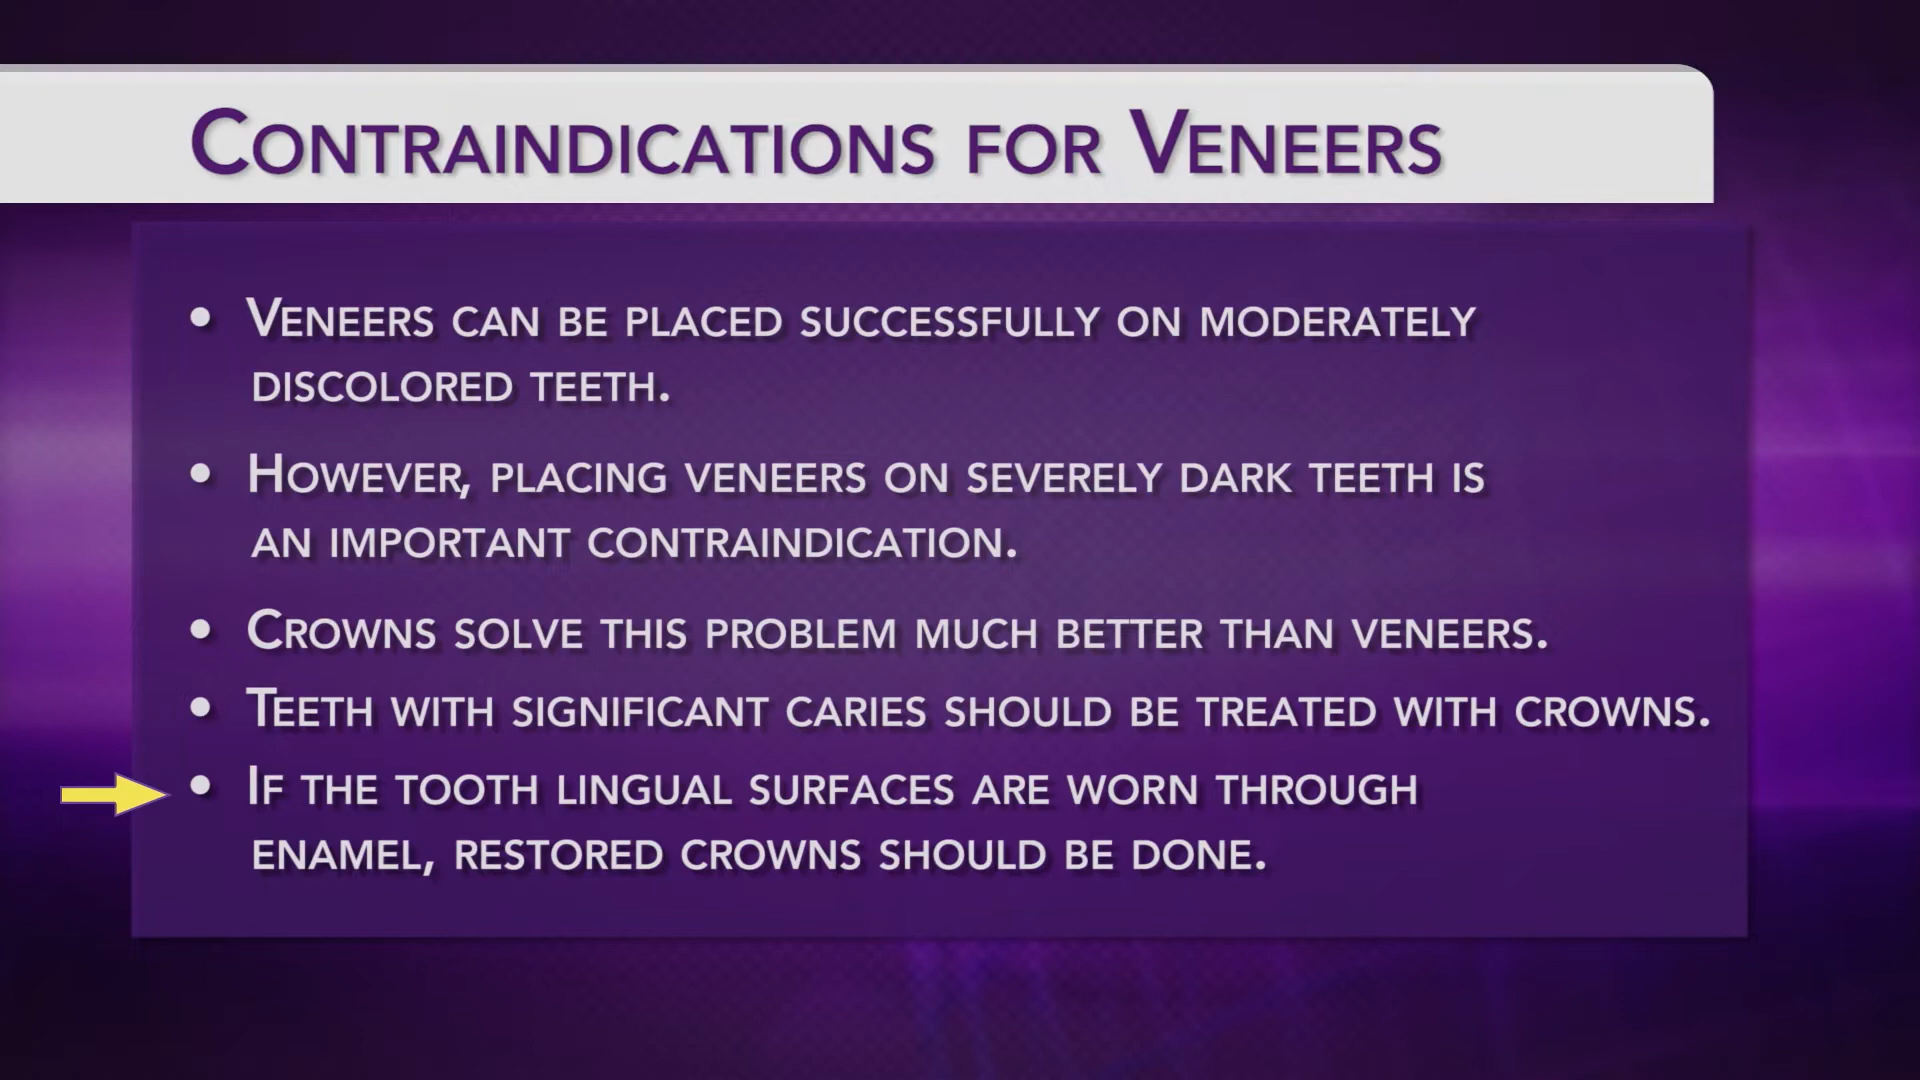 Contraindications for Veneers
• Veneers can be placed successfully on moderately
discolored teeth.
• However, placing veneers on severely dark teeth is
an important contraindication.
• Crowns solve this problem much better than veneers.
• Teeth with significant caries should be treated with crowns.
• If the tooth lingual surfaces are worn through
enamel, restored crowns should be done.